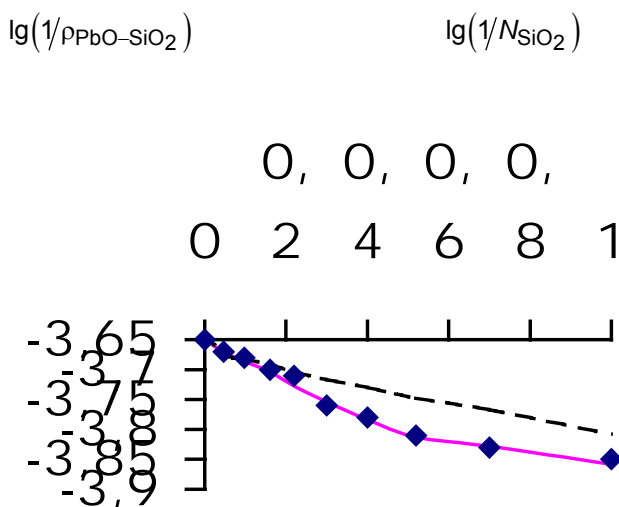 lg(1/ρPbO–SiO2) lg(1/NSiO2)
0, 0, 0, 0,
0 2 4 6 8 1
-3,65
-3,7
-3,75
-3,8
-3,85
-3,9